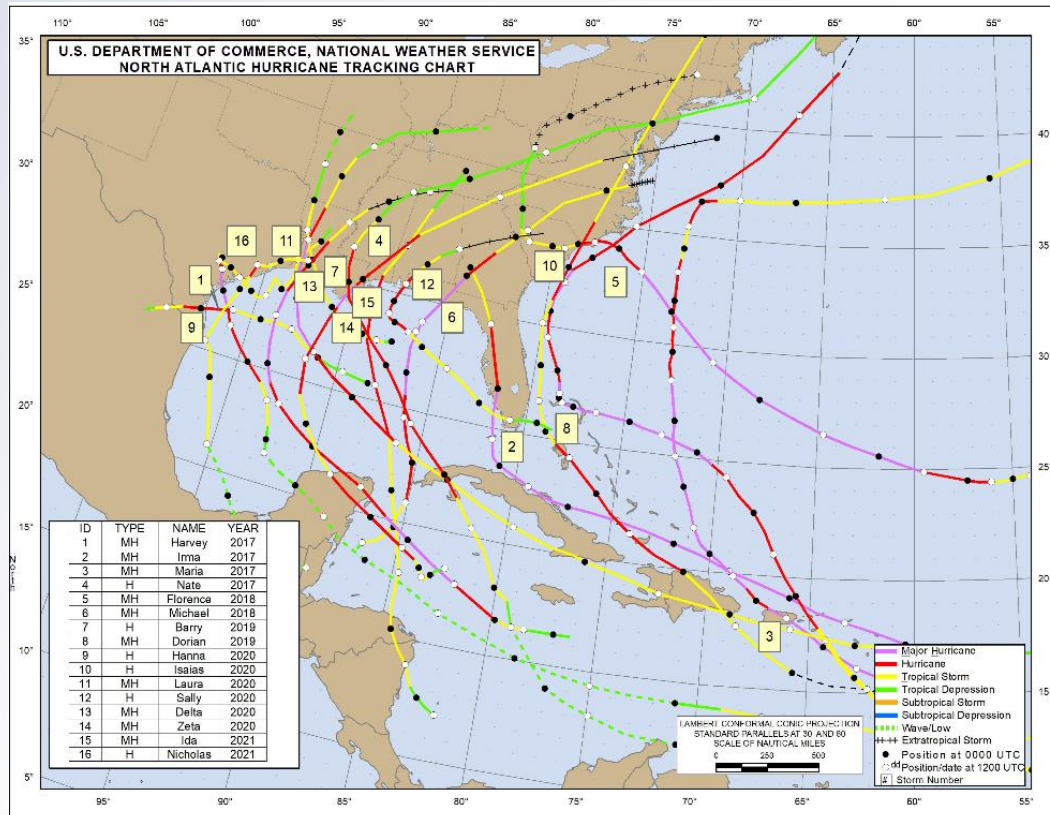 105° 100° 95° 90° 85° 80° 75° 70° 65° 60° 55°
35°
U.S. DEPARTMENT OF COMMERCE, NATIONAL WEATHER SERVICE
NORTH ATLANTIC HURRICANE TRACKING CHART
40°
30°
16 11 4
10
1 13 7 5
25° 15 12
14 6
9
35°
20°
8
2
30°
15°
25°
ID TYPE NAME YEAR
1 MH Harvey 2017
2 MH Irma 2017
3 MH Maria 2017
4 H Nate 2017
5 MH Florence 2018
6 MH Michael 2018
7 H Barry 2019
8 MH Dorian 2019
9 H Hanna 2020
10 H Isaias 2020
11 MH Laura 2020
12 H Sally 2020
13 MH Delta 2020
14 MH Zeta 2020
15 MH Ida 2021
16 H Nicholas 2021
20°
10°
3
Major Hurricane
Hurricane
Tropical Storm
Tropical Depression
Subtropical Storm
Subtropical Depression
Wave/Low
Extratropical Storm
Position at 0000 UTC
dd Position/date at 1200 UTC
# Storm Number
15°
LAMBERT CONFORMAL CONIC PROJECTION
STANDARD PARALLELS AT 30 AND 60
SCALE OF NAUTICAL MILES
0 250 500
5°
95° 90° 85° 80° 75° 70° 65° 60° 55°